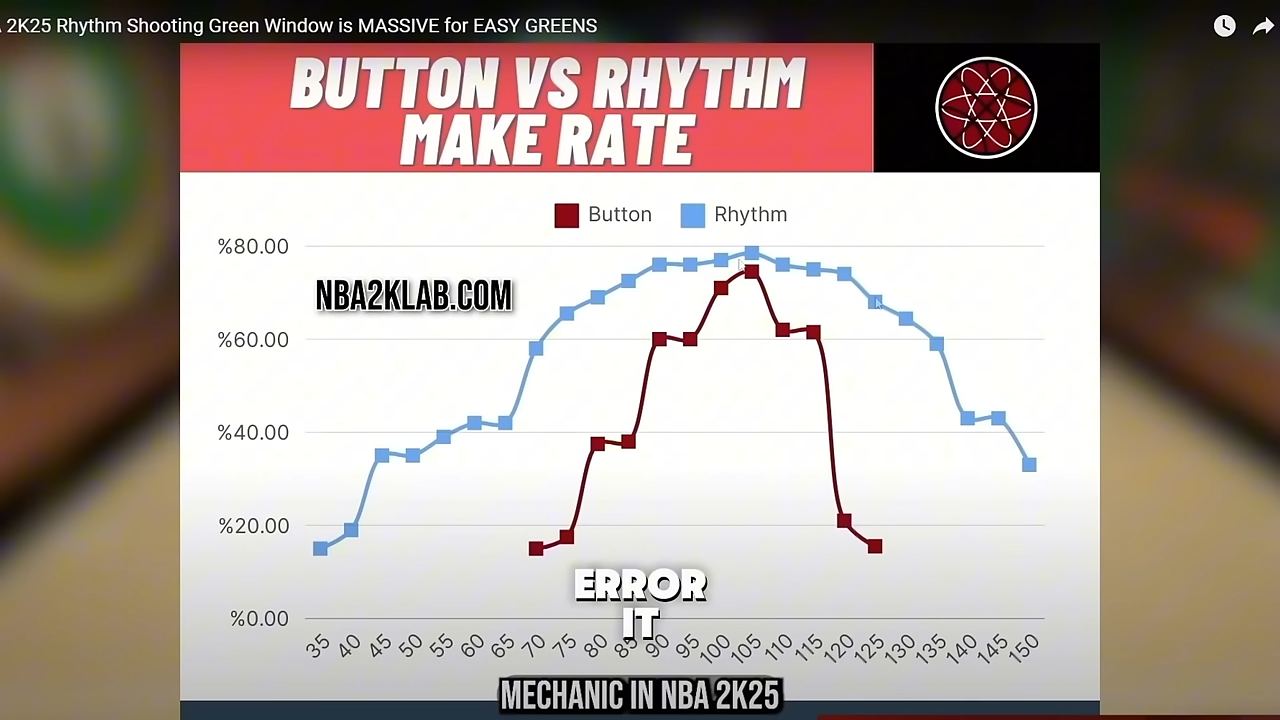 2K25 Rhythm Shooting Green Window is MASSIVE for EASY GREENS
BUTTON VS RHYTHM
MAKE RATE
Button Rhythm
%80.00
NBA2KLAB.COM
%60.00
%40.00
%20.00
%0.00
ERROR
IT
35 40 45 50 55 60 65 70 75 80 85 90 95 100 105 110 115 120 125 130 135 140 145 150
MECHANIC IN NBA 2K25